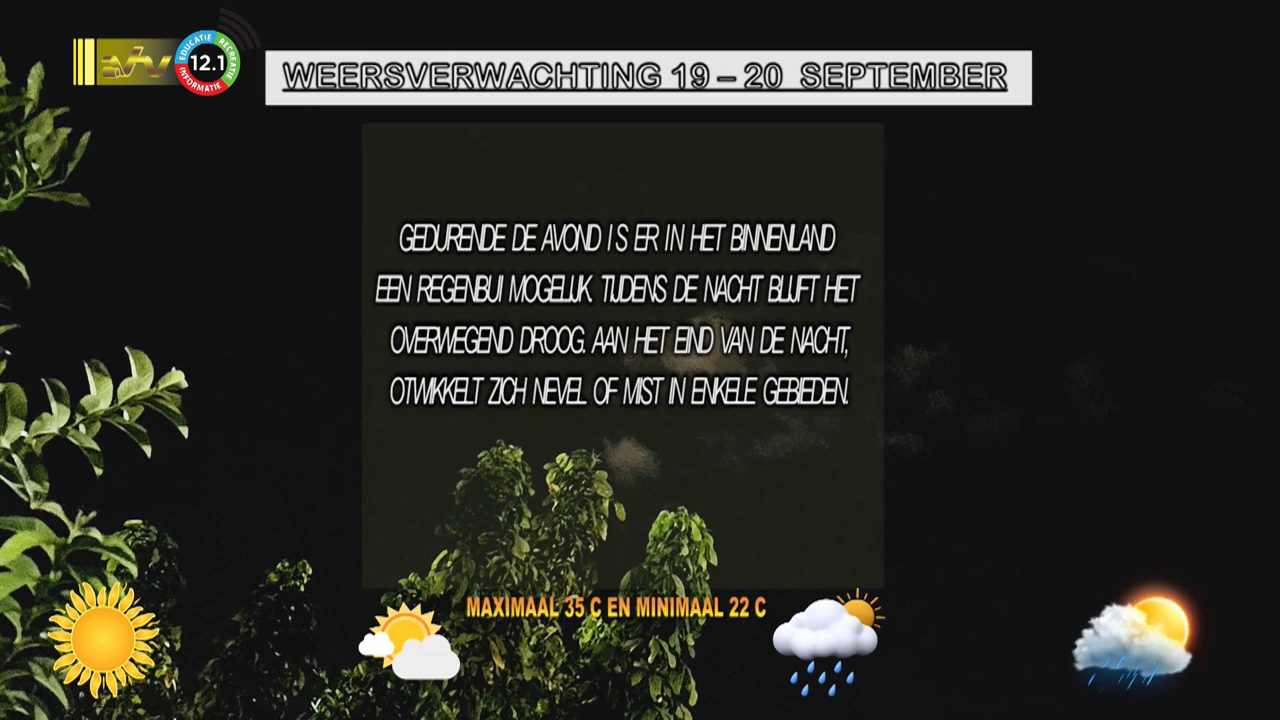 EDUCATIE RECREATIE INFORMATIE
12.1
WEERSVERWACHTING 19 – 20 SEPTEMBER
GEDURENDE DE AVOND IS ER IN HET BINNENLAND
EEN REGENBUI MOGELIJK. TIJDENS DE NACHT BLIJFT HET
OVERWEGEND DROOG. AAN HET EIND VAN DE NACHT,
OTWIKKELT ZICH NEVEL OF MIST IN ENKELE GEBIEDEN.
MAXIMAAL 35 C EN MINIMAAL 22 C